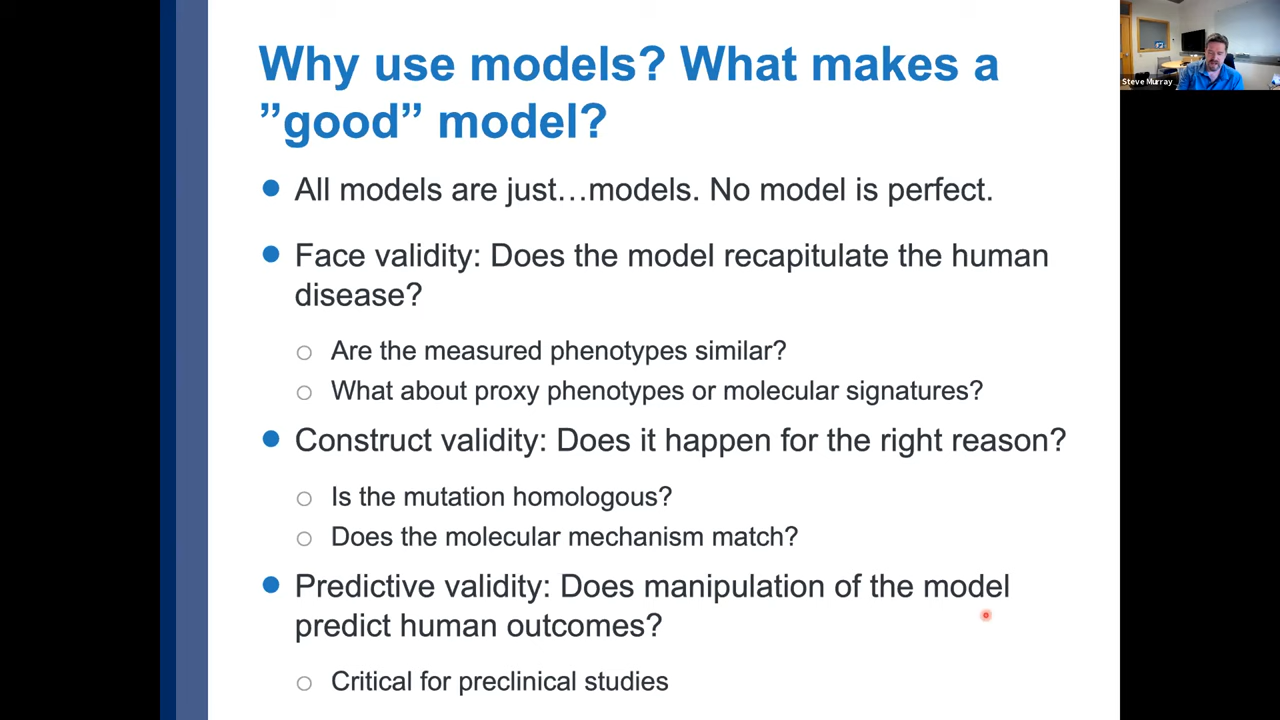 Why use models? What makes a
”good” model?
All models are just…models. No model is perfect.
Face validity: Does the model recapitulate the human
disease?
Are the measured phenotypes similar?
What about proxy phenotypes or molecular signatures?
Construct validity: Does it happen for the right reason?
Is the mutation homologous?
Does the molecular mechanism match?
Predictive validity: Does manipulation of the model
predict human outcomes?
Critical for preclinical studies
Steve Murray